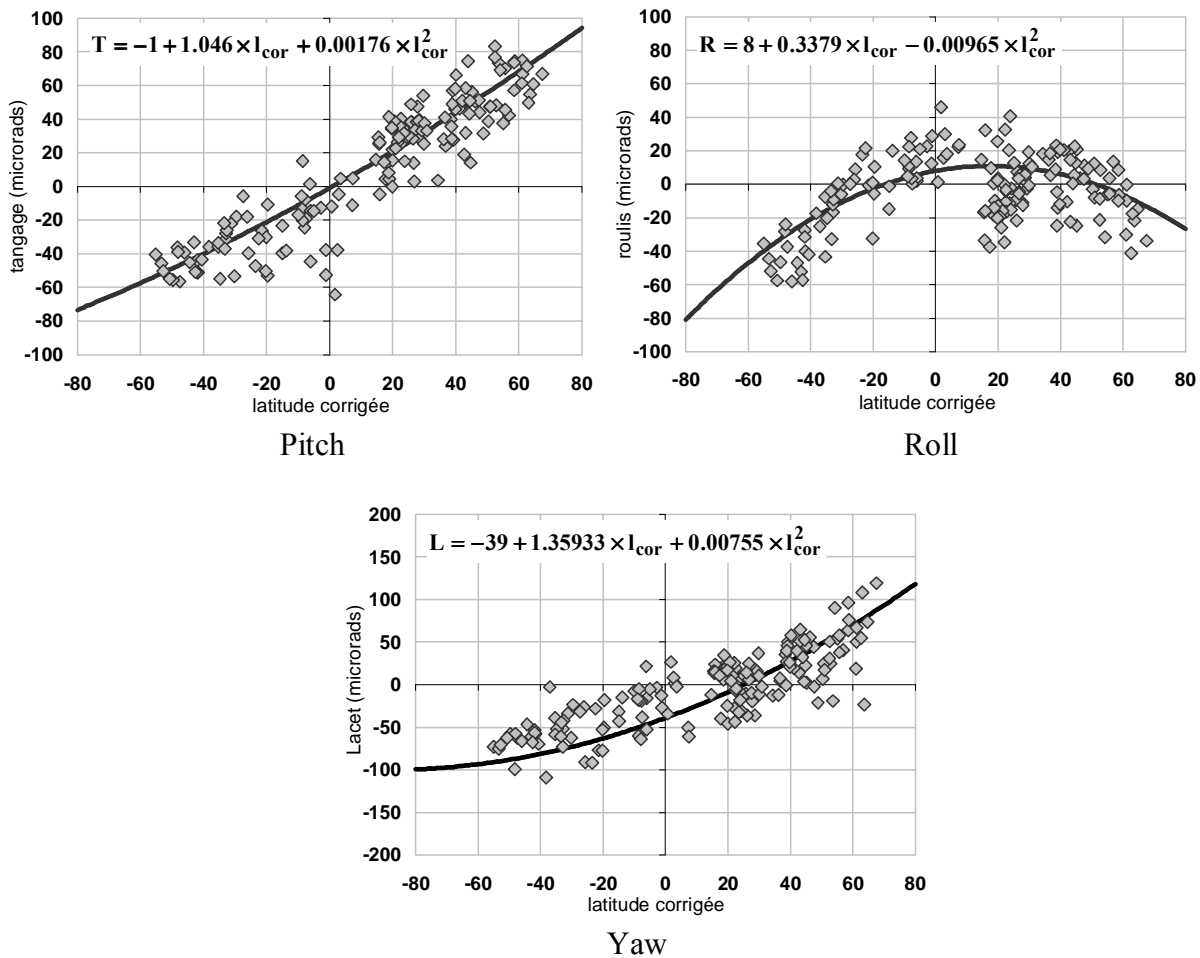 T = −1 + 1.046 × l_cor + 0.00176 × l²_cor
100
80
60
40
20
0
-20
-40
-60
-80
-100
tangage (microrads)
-80 -60 -40 -20 0 20 40 60 80
latitude corrigée
Pitch
R = 8 + 0.3379 × l_cor − 0.00965 × l²_cor
100
80
60
40
20
0
-20
-40
-60
-80
-100
roulis (microrads)
-80 -60 -40 -20 0 20 40 60 80
latitude corrigée
Roll
L = −39 + 1.35933 × l_cor + 0.00755 × l²_cor
200
150
100
50
0
-50
-100
-150
-200
Lacet (microrads)
-80 -60 -40 -20 0 20 40 60 80
latitude corrigée
Yaw